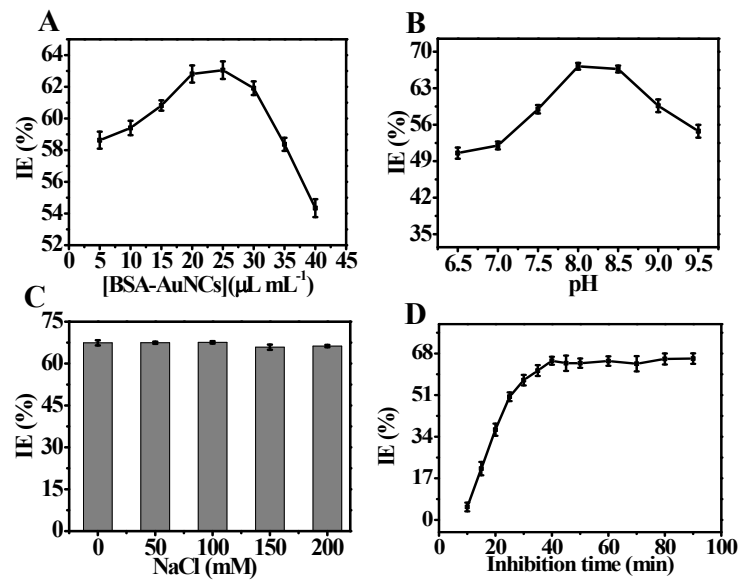 A
IE (%)
64
62
60
58
56
54
52
0 5 10 15 20 25 30 35 40 45
[BSA-AuNCs](μL mL⁻¹)
B
IE (%)
70
63
56
49
42
35
6.5 7.0 7.5 8.0 8.5 9.0 9.5
pH
C
IE (%)
75
60
45
30
15
0
0 50 100 150 200
NaCl (mM)
D
IE (%)
68
51
34
17
0
0 20 40 60 80 100
Inhibition time (min)